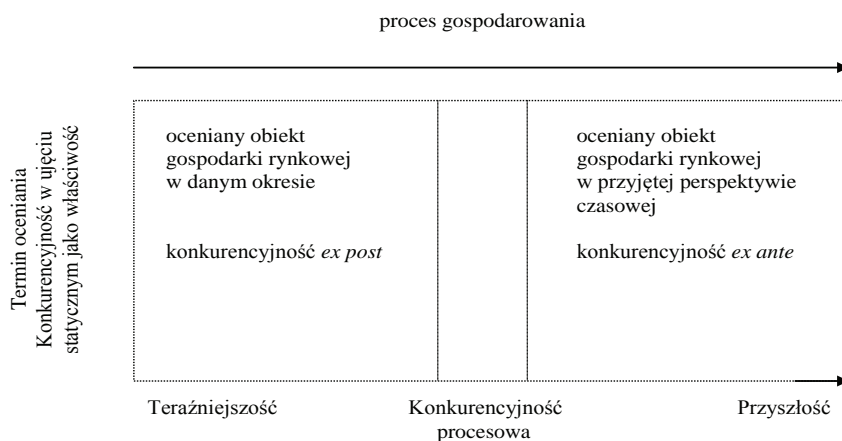 proces gospodarowania
Termin oceniania
Konkurencyjność w ujęciu
statycznym jako właściwość
oceniany obiekt
gospodarki rynkowej
w danym okresie
konkurencyjność ex post
oceniany obiekt
gospodarki rynkowej
w przyjętej perspektywie
czasowej
konkurencyjność ex ante
Teraźniejszość
Konkurencyjność
procesowa
Przyszłość